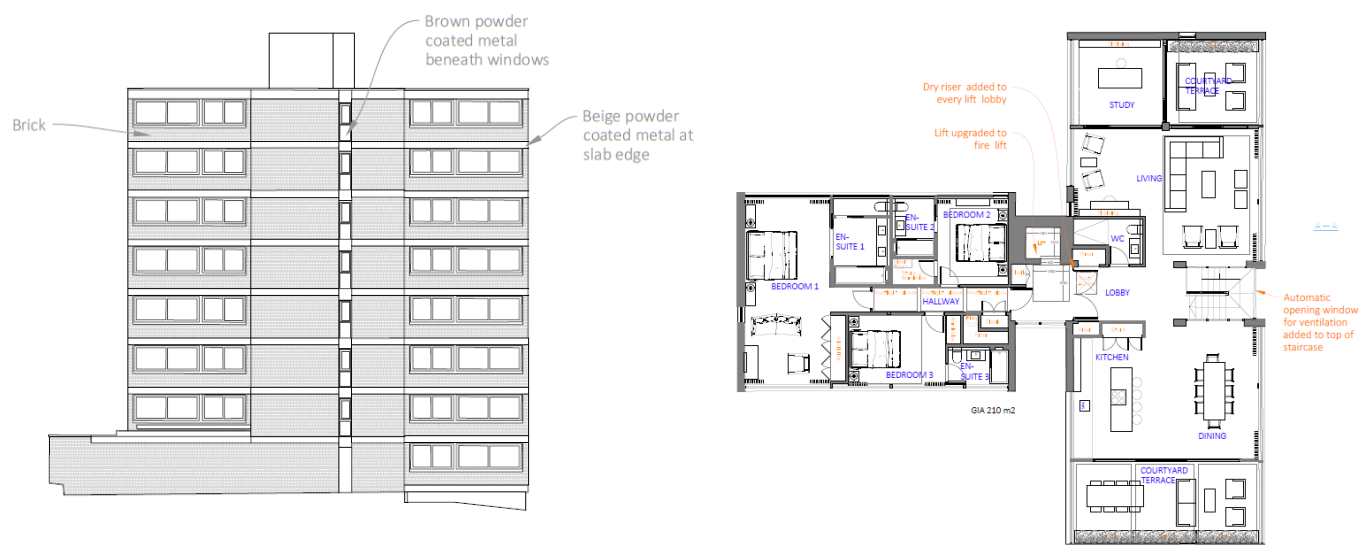 Brown powder
coated metal
beneath windows
Brick
Beige powder
coated metal at
slab edge
Dry riser added to
every lift lobby
Lift upgraded to
fire lift
STUDY
COURTYARD
TERRACE
LIVING
BEDROOM 2
EN-
SUITE 2
EN-
SUITE 1
WC
BEDROOM 1
LOBBY
HALLWAY
Automatic
opening window
for ventilation
added to top of
staircase
KITCHEN
BEDROOM 3
EN-
SUITE 3
GIA 210 m2
DINING
COURTYARD
TERRACE